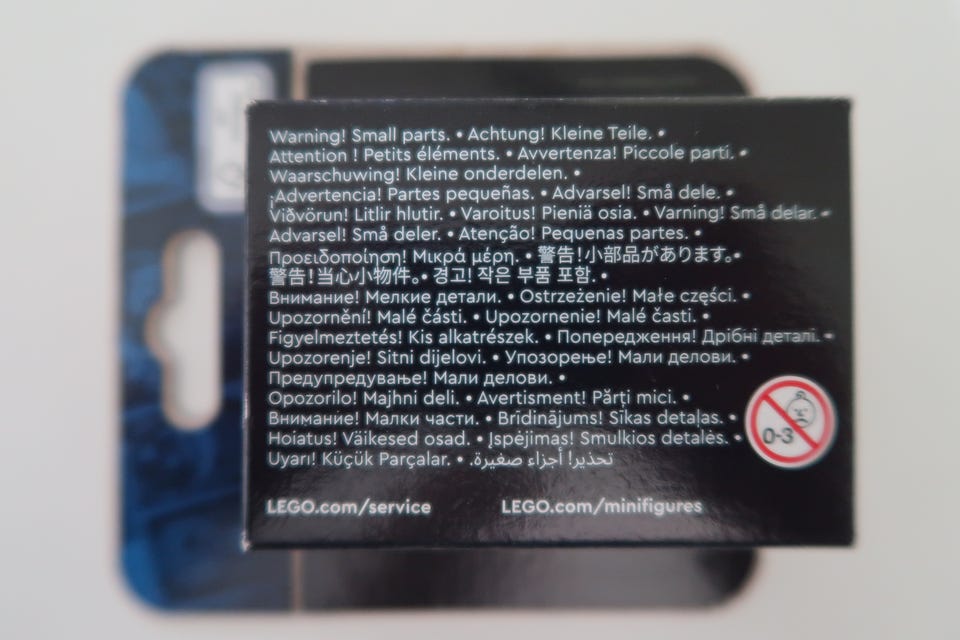 Warning! Small parts. • Achtung! Kleine Teile. •
Attention ! Petits éléments. • Avvertenza! Piccole parti. •
Waarschuwing! Kleine onderdelen. •
¡Advertencia! Partes pequeñas. • Advarsel! Små dele. •
Viðvörun! Litlir hlutir. • Varoitus! Pieniä osia. • Varning! Små delar. •
Advarsel! Små deler. • Atenção! Pequenas partes. •
Προειδοποίηση! Μικρά μέρη. • 警告!小部品があります。•
警告!当心小物件。• 경고! 작은 부품 포함. •
Внимание! Мелкие детали. • Ostrzeżenie! Małe części. •
Upozornění! Malé části. • Upozornenie! Malé časti. •
Figyelmeztetés! Kis alkatrészek. • Попередження! Дрібні деталі. •
Upozorenje! Sitni dijelovi. • Упозорење! Мали делови. •
Предупредување! Мали делови. •
Opozorilo! Majhni deli. • Avertisment! Părți mici. •
Внимание! Малки части. • Brīdinājums! Sīkas detaļas. •
Hoiatus! Väikesed osad. • Įspėjimas! Smulkios detalės. •
Uyarı! Küçük Parçalar. • تحذير! أجزاء صغيرة.
0-3
LEGO.com/service LEGO.com/minifigures